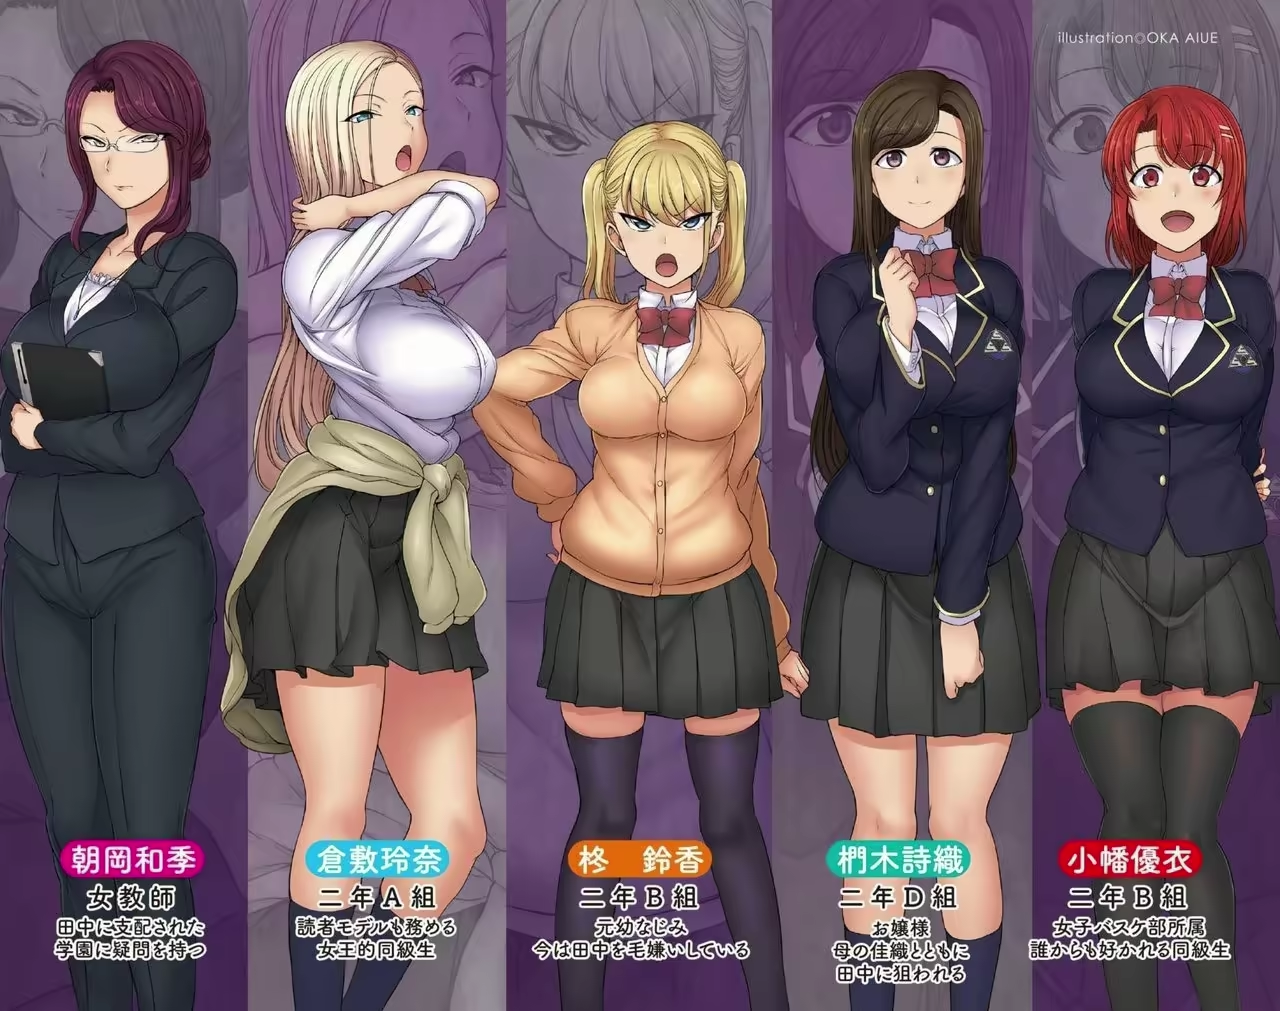 illustration◎OKA AIUE
朝岡和季
女教師
田中に支配された
学園に疑問を持つ
倉敷玲奈
二年A組
読者モデルも務める
女王的同級生
柊　鈴香
二年B組
元幼なじみ
今は田中を毛嫌いしている
椚木詩織
二年D組
お嬢様
母の佳織とともに
田中に狙われる
小幡優衣
二年B組
女子バスケ部所属
誰からも好かれる同級生